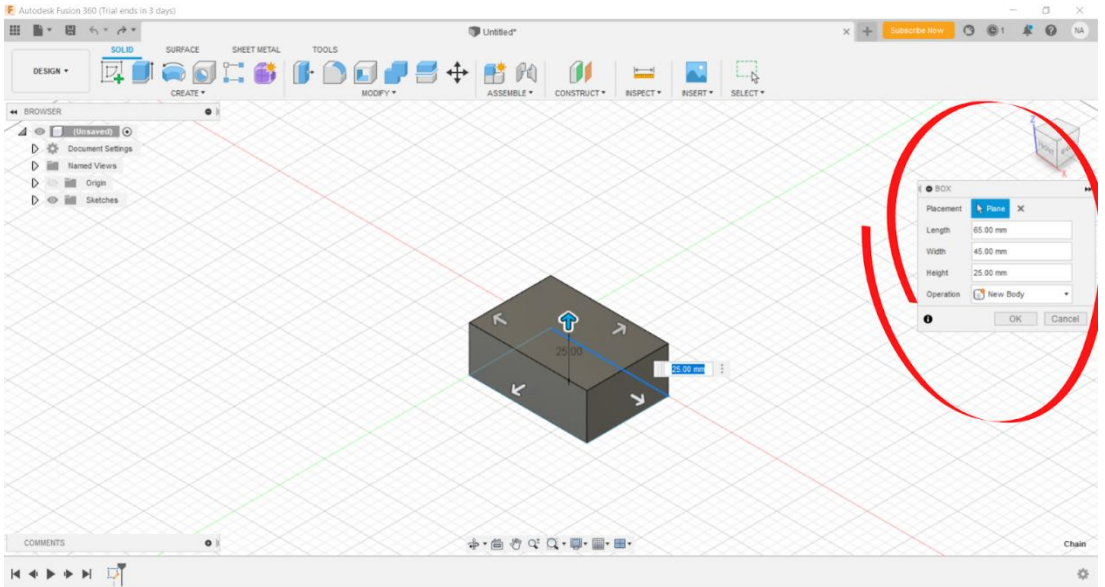 Autodesk Fusion 360 (Trial ends in 3 days)
Untitled*
Subscribe Now
1
NA
SOLID SURFACE SHEET METAL TOOLS
DESIGN
CREATE MODIFY ASSEMBLE CONSTRUCT INSPECT INSERT SELECT
BROWSER
(Unsaved)
Document Settings
Named Views
Origin
Sketches
Z
X
BOX
Placement Plane
Length 65.00 mm
Width 45.00 mm
Height 25.00 mm
Operation New Body
OK Cancel
25.00
25.00 mm
COMMENTS
Chain